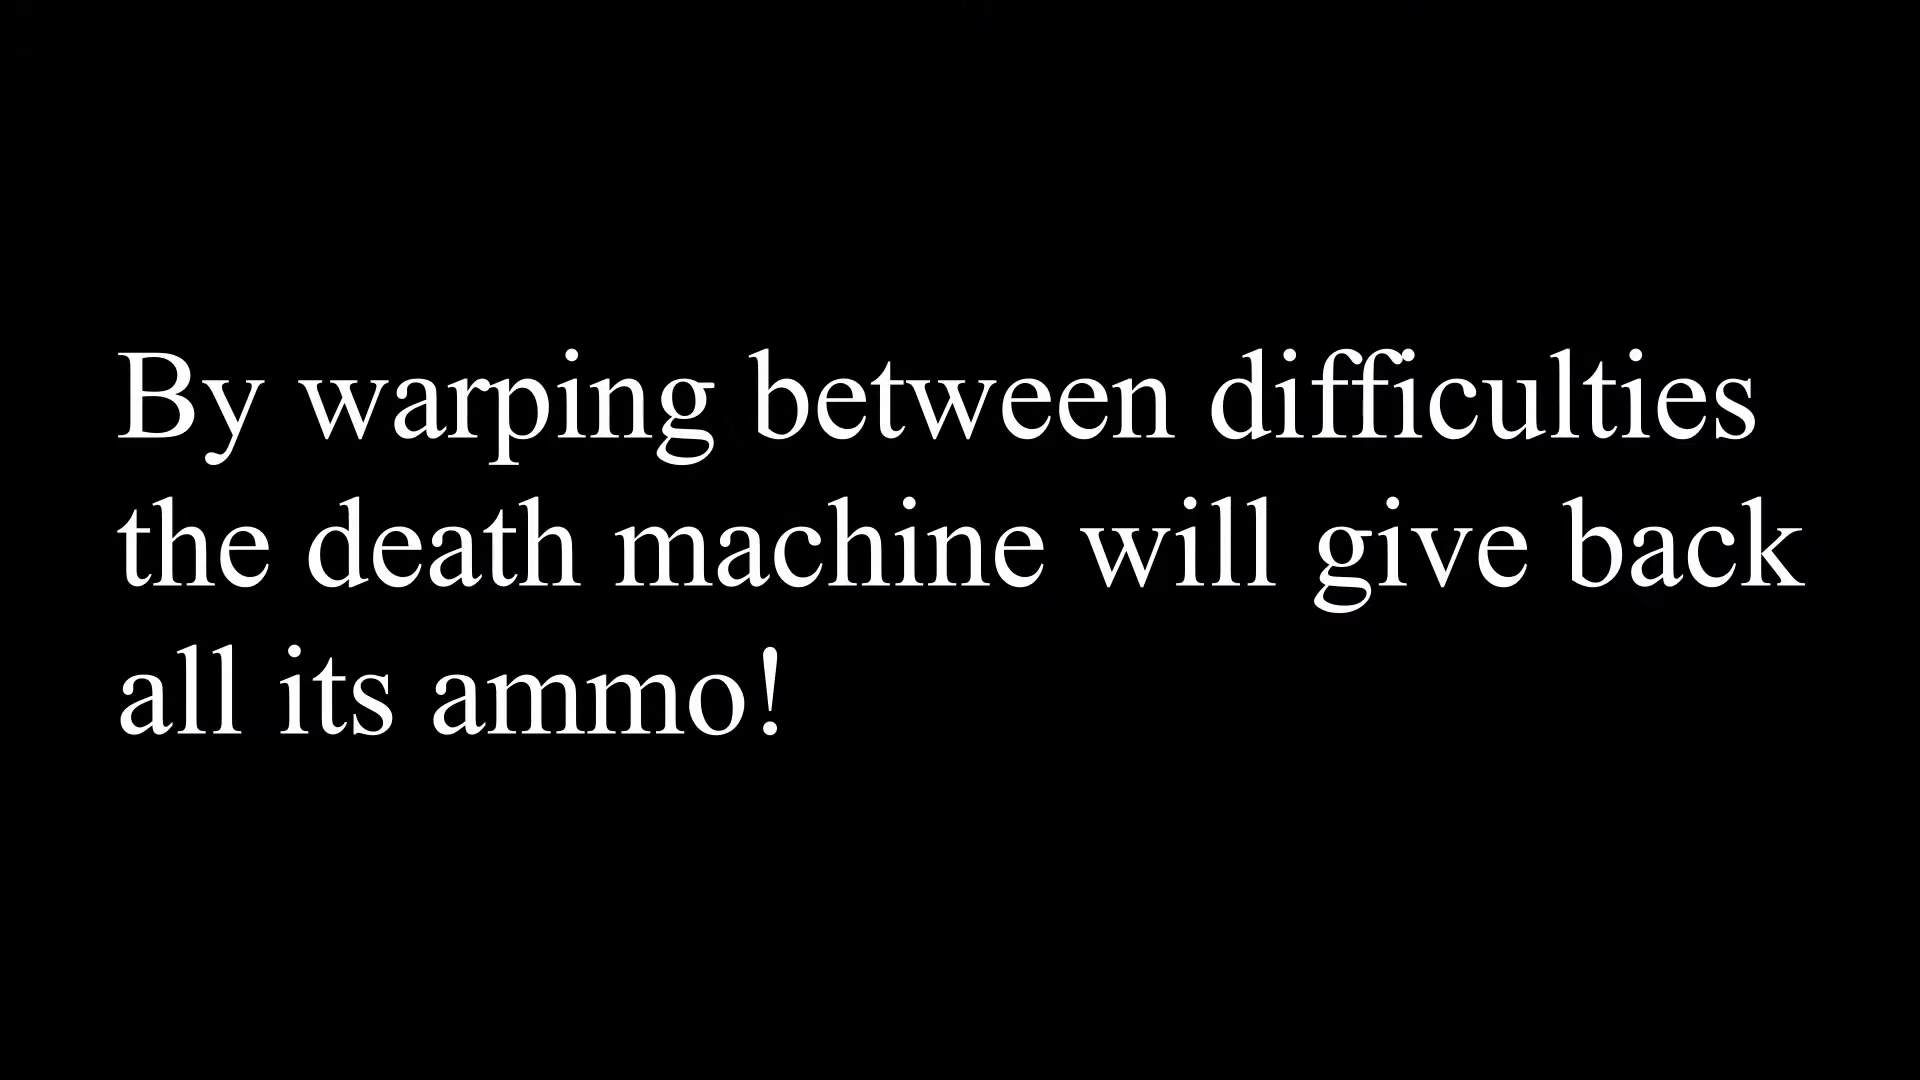 By warping between difficulties
the death machine will give back
all its ammo!